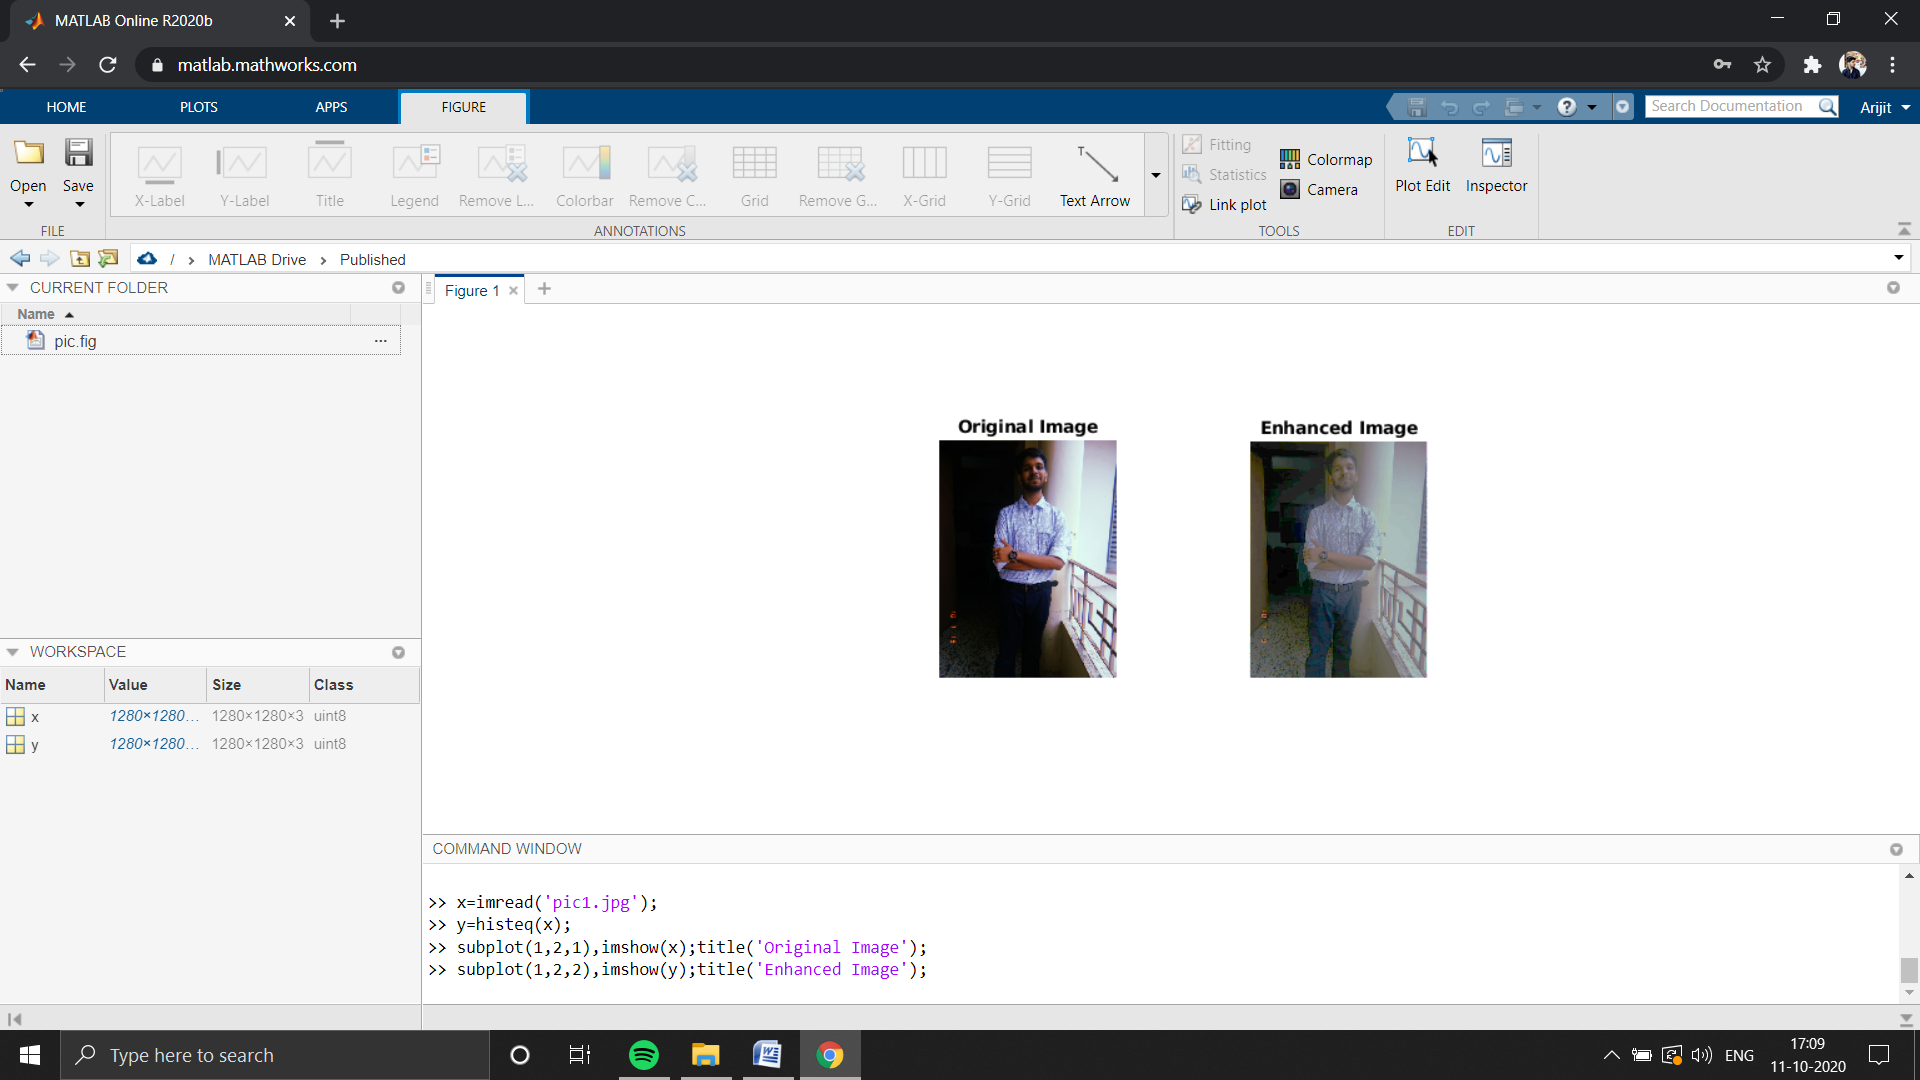 MATLAB Online R2020b
matlab.mathworks.com
HOME PLOTS APPS FIGURE
Search Documentation
Arijit
Open Save
X-Label Y-Label Title Legend Remove L... Colorbar Remove C... Grid Remove G... X-Grid Y-Grid Text Arrow
Fitting
Statistics
Link plot
Colormap
Camera
Plot Edit Inspector
FILE ANNOTATIONS TOOLS EDIT
/ › MATLAB Drive › Published
CURRENT FOLDER
Name
pic.fig ...
Figure 1
Original Image
Enhanced Image
WORKSPACE
Name Value Size Class
x 1280×1280... 1280×1280×3 uint8
y 1280×1280... 1280×1280×3 uint8
COMMAND WINDOW
>> x=imread('pic1.jpg');
>> y=histeq(x);
>> subplot(1,2,1),imshow(x);title('Original Image');
>> subplot(1,2,2),imshow(y);title('Enhanced Image');
Type here to search
ENG
17:09
11-10-2020